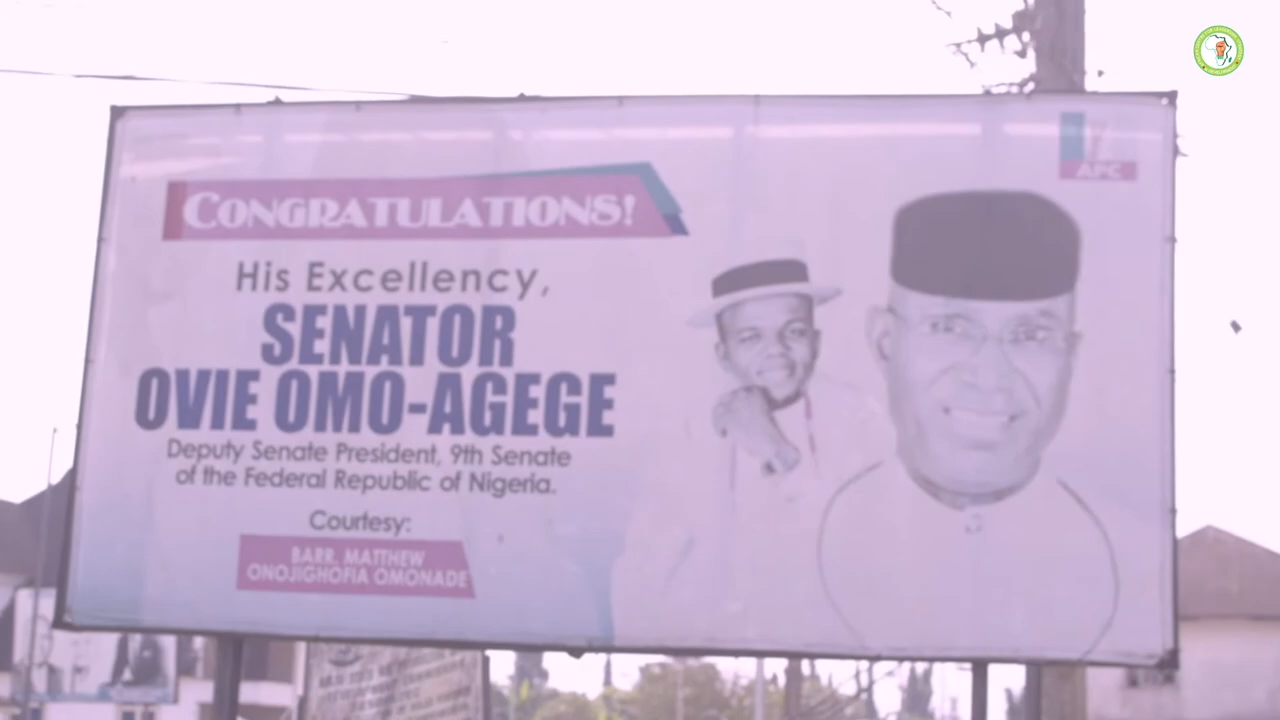 CONGRATULATIONS!
APC
His Excellency,
SENATOR
OVIE OMO-AGEGE
Deputy Senate President, 9th Senate
of the Federal Republic of Nigeria.
Courtesy:
BARR. MATTHEW
ONOJIGHOFIA OMONADE